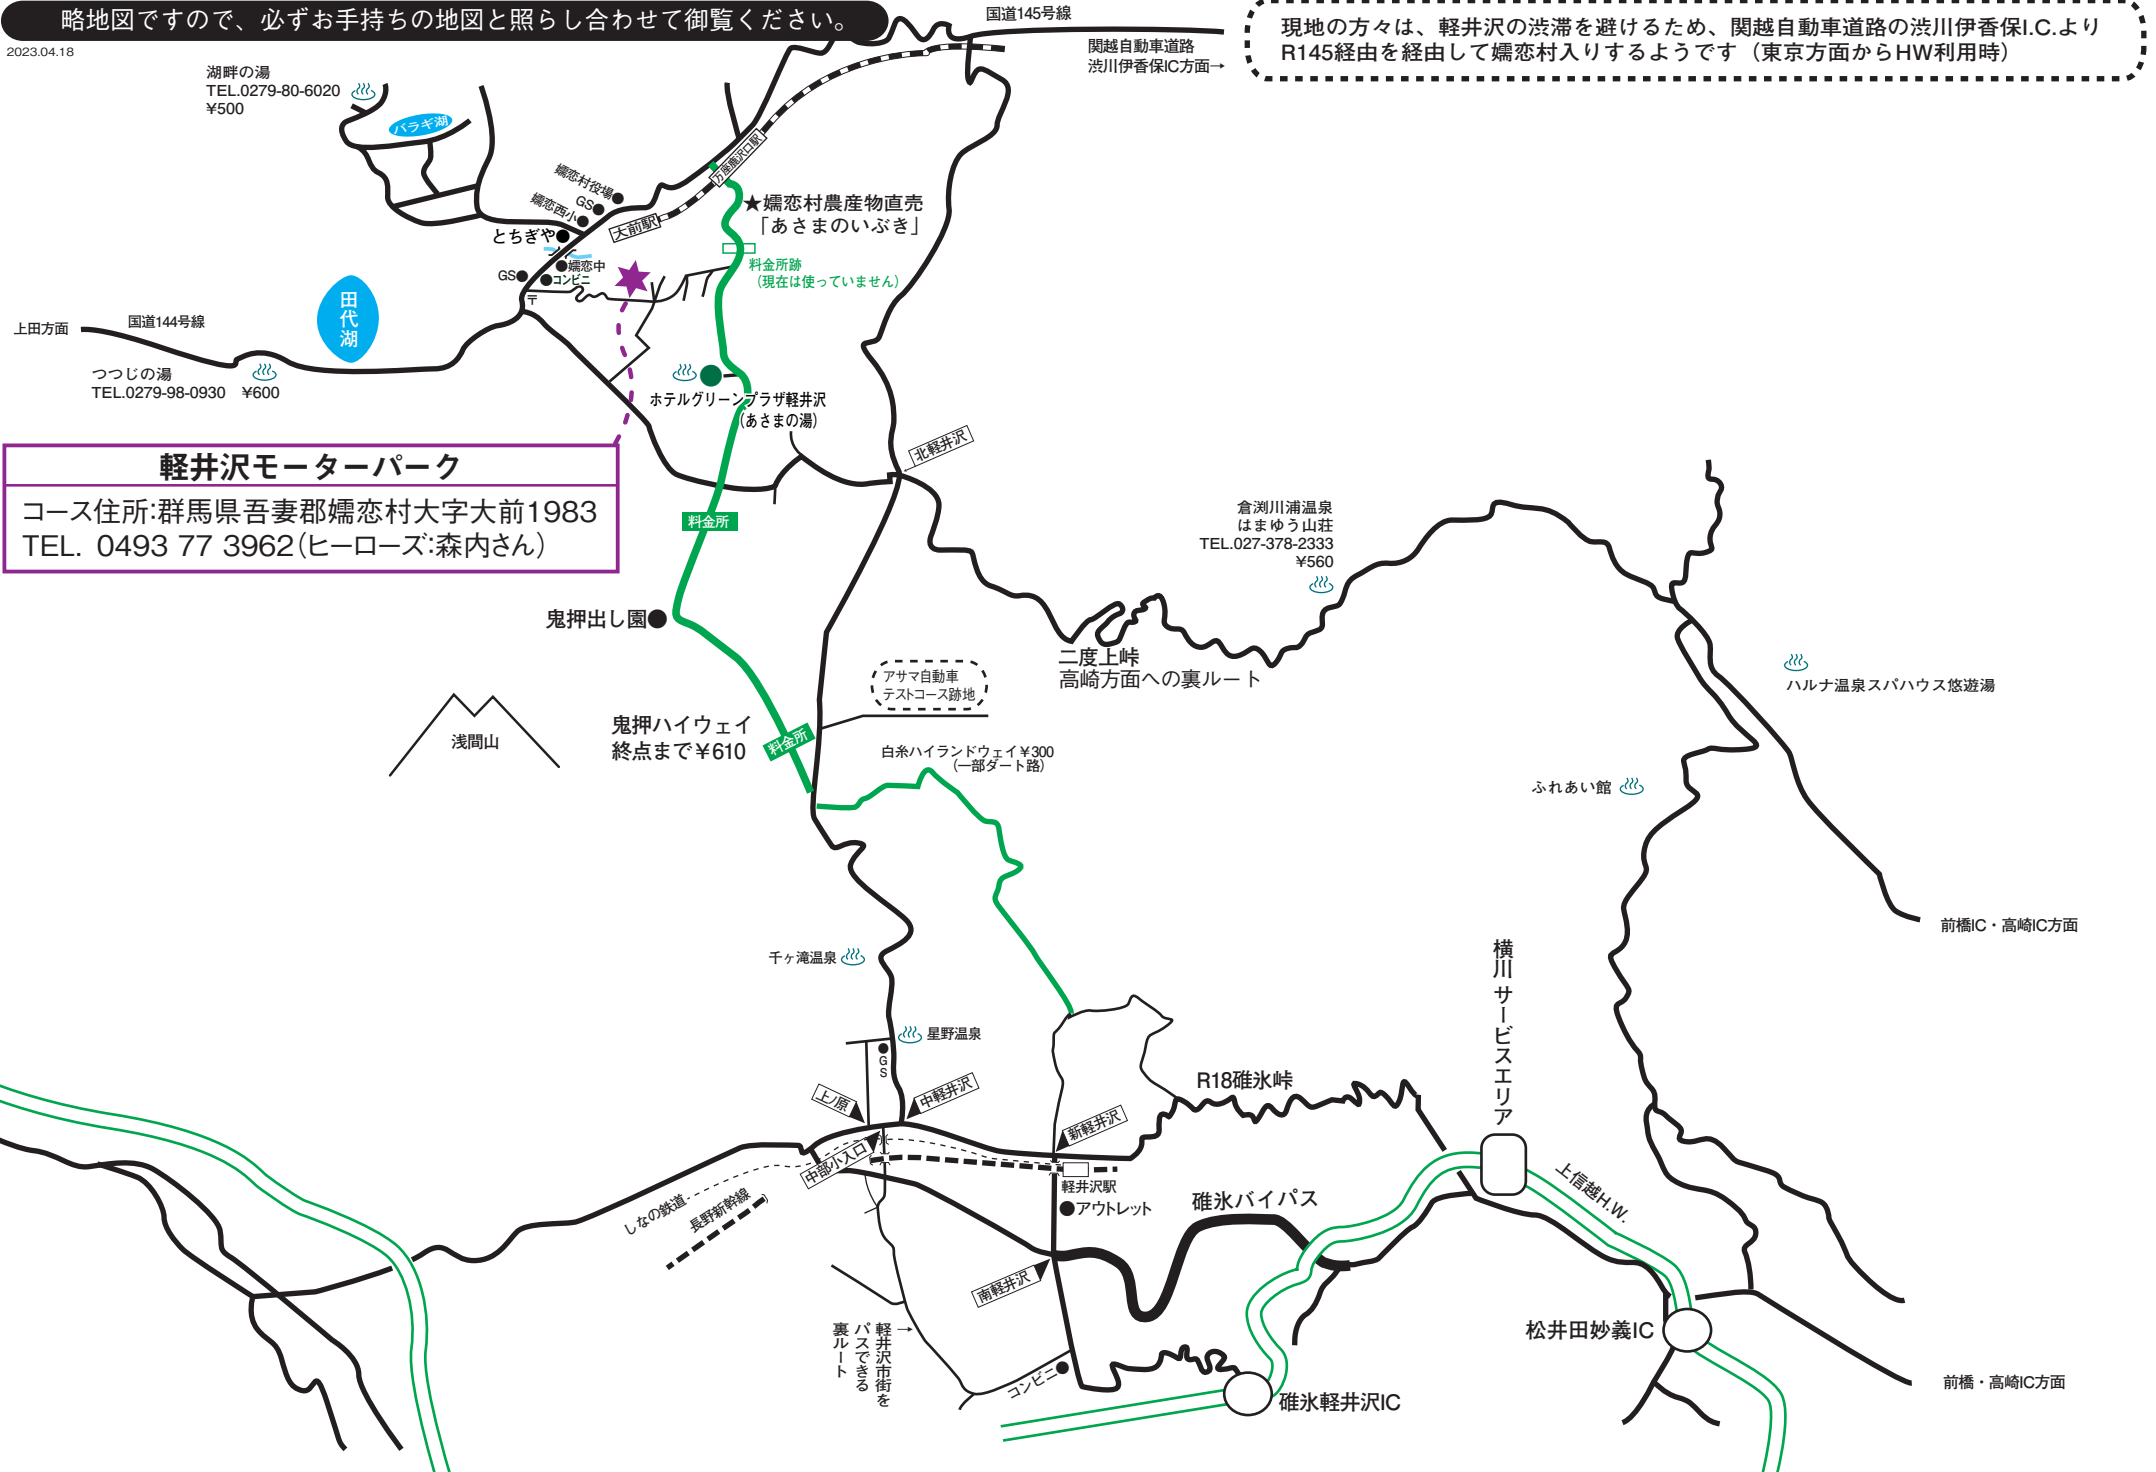 略地図ですので、必ずお手持ちの地図と照らし合わせて御覧ください。
2023.04.18
国道145号線
関越自動車道路
渋川伊香保IC方面→
現地の方々は、軽井沢の渋滞を避けるため、関越自動車道路の渋川伊香保I.C.より
R145経由を経由して嬬恋村入りするようです（東京方面からHW利用時）
湖畔の湯
TEL.0279-80-6020
¥500
バラギ湖
嬬恋村役場
GS
嬬恋西小
とちぎや
大前駅
万座鹿沢口駅
★嬬恋村農産物直売
「あさまのいぶき」
料金所跡
（現在は使っていません）
嬬恋中
コンビニ
GS
〒
田代湖
上田方面
国道144号線
つつじの湯
TEL.0279-98-0930　¥600
ホテルグリーンプラザ軽井沢
（あさまの湯）
北軽井沢
軽井沢モーターパーク
コース住所:群馬県吾妻郡嬬恋村大字大前1983
TEL. 0493 77 3962（ヒーローズ:森内さん）
料金所
倉渕川浦温泉
はまゆう山荘
TEL.027-378-2333
¥560
鬼押出し園
二度上峠
高崎方面への裏ルート
アサマ自動車
テストコース跡地
ハルナ温泉スパハウス悠遊湯
浅間山
鬼押ハイウェイ
終点まで¥610
料金所
白糸ハイランドウェイ¥300
（一部ダート路）
ふれあい館
前橋IC・高崎IC方面
千ヶ滝温泉
横川 サービスエリア
星野温泉
GS
上ノ原
中軽井沢
R18碓氷峠
新軽井沢
中部小入口
軽井沢駅
アウトレット
しなの鉄道
長野新幹線
碓氷バイパス
上信越H.W.
南軽井沢
軽井沢市街を→
パスできる
裏ルート
コンビニ
松井田妙義IC
碓氷軽井沢IC
前橋・高崎IC方面